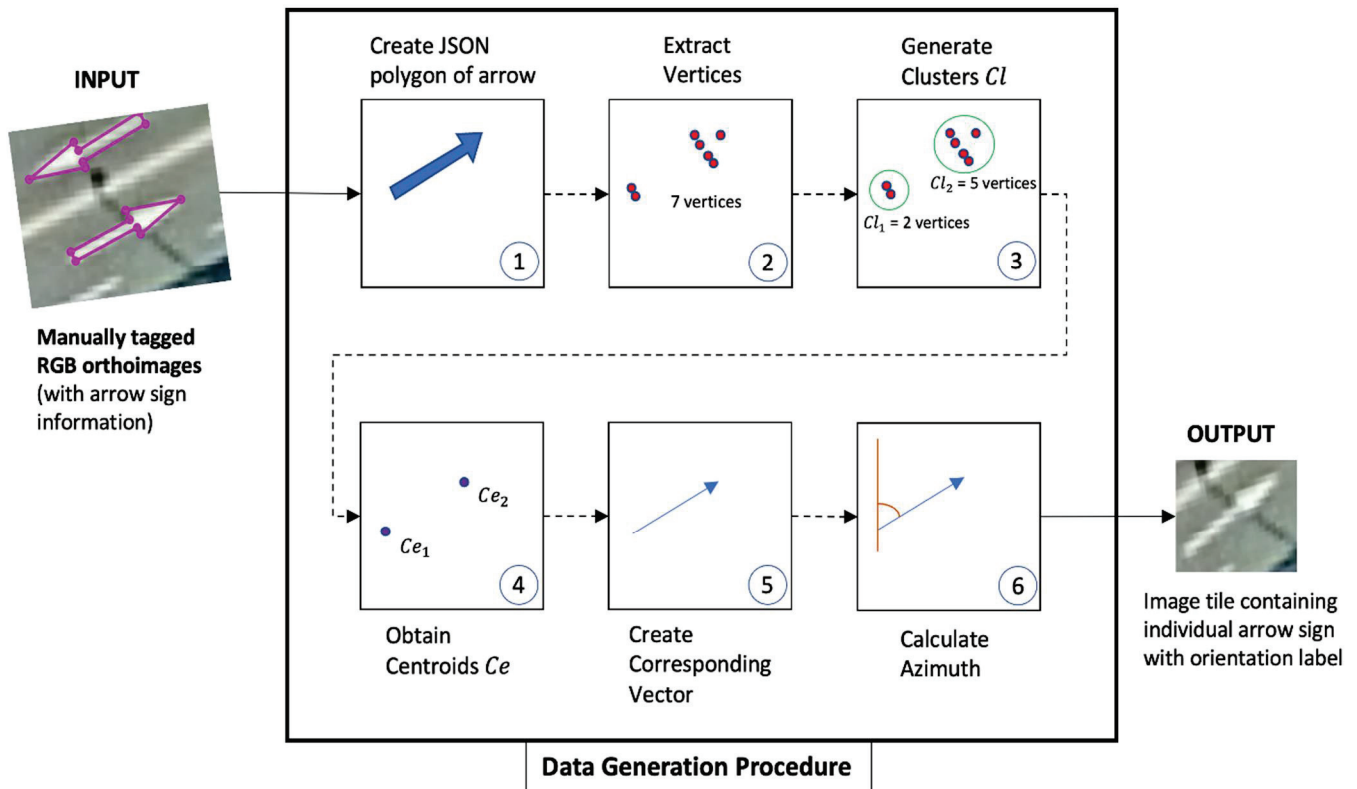 INPUT
Manually tagged
RGB orthoimages
(with arrow sign
information)
Create JSON
polygon of arrow
1
Extract
Vertices
7 vertices
2
Generate
Clusters Cl
Cl₂ = 5 vertices
Cl₁ = 2 vertices
3
Ce₂
Ce₁
4
Obtain
Centroids Ce
5
Create
Corresponding
Vector
6
Calculate
Azimuth
OUTPUT
Image tile containing
individual arrow sign
with orientation label
Data Generation Procedure